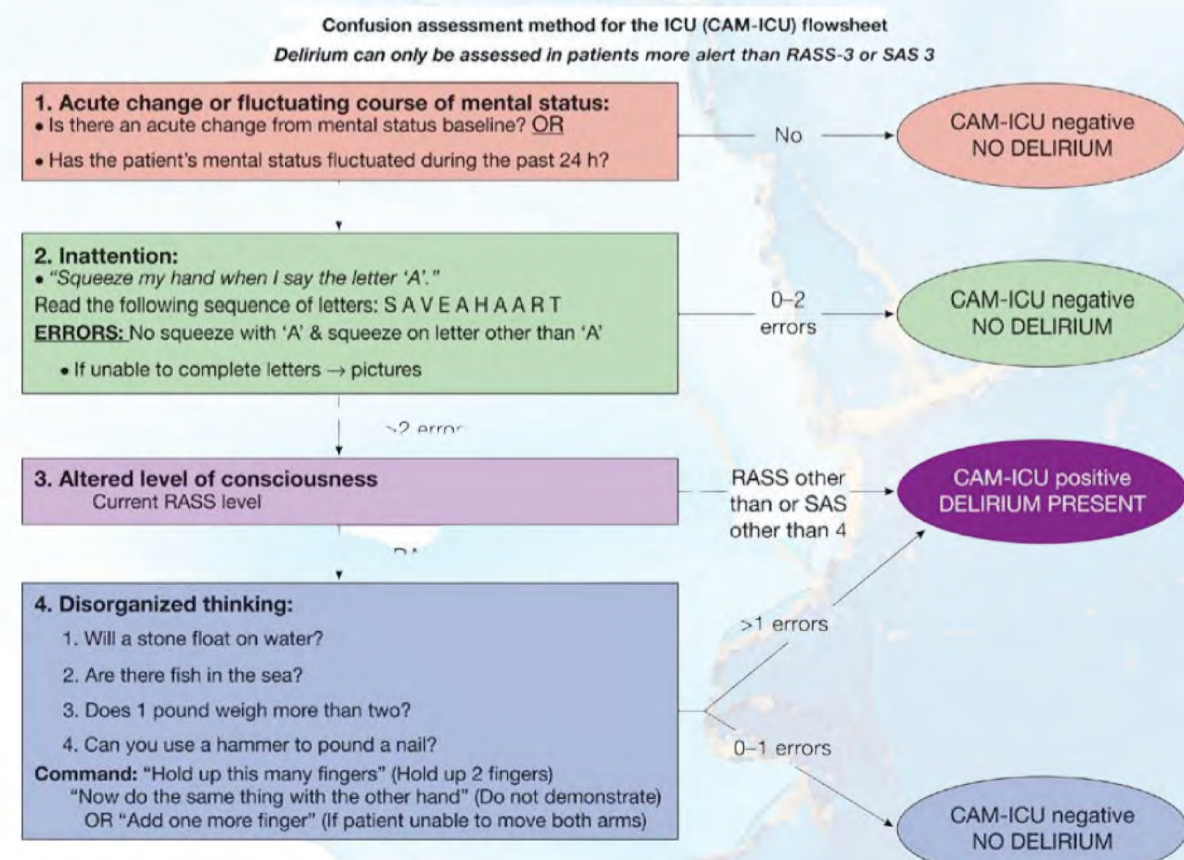 Confusion assessment method for the ICU (CAM-ICU) flowsheet
Delirium can only be assessed in patients more alert than RASS-3 or SAS 3
1. Acute change or fluctuating course of mental status:
• Is there an acute change from mental status baseline? OR
• Has the patient's mental status fluctuated during the past 24 h?
No
CAM-ICU negative
NO DELIRIUM
2. Inattention:
• "Squeeze my hand when I say the letter 'A'."
Read the following sequence of letters: S A V E A H A A R T
ERRORS: No squeeze with 'A' & squeeze on letter other than 'A'
• If unable to complete letters → pictures
0–2
errors
CAM-ICU negative
NO DELIRIUM
>2 error
3. Altered level of consciousness
Current RASS level
RASS other
than or SAS
other than 4
CAM-ICU positive
DELIRIUM PRESENT
4. Disorganized thinking:
1. Will a stone float on water?
2. Are there fish in the sea?
3. Does 1 pound weigh more than two?
4. Can you use a hammer to pound a nail?
Command: "Hold up this many fingers" (Hold up 2 fingers)
"Now do the same thing with the other hand" (Do not demonstrate)
OR "Add one more finger" (If patient unable to move both arms)
>1 errors
0–1 errors
CAM-ICU negative
NO DELIRIUM